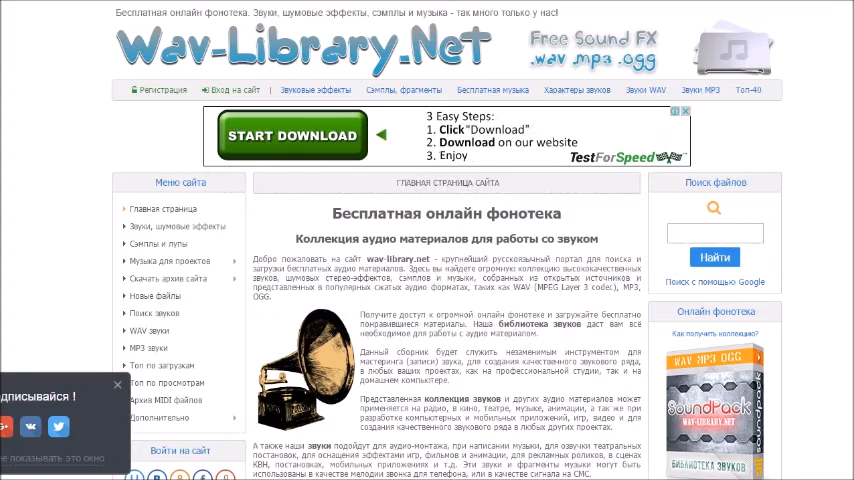 Бесплатная онлайн фонотека. Звуки, шумовые эффекты, сэмплы и музыка - так много только у нас!
Wav-Library.Net
Free Sound FX
.wav .mp3 .ogg
Регистрация
Вход на сайт
|
Звуковые эффекты
Сэмплы, фрагменты
Бесплатная музыка
Характеры звуков
Звуки WAV
Звуки MP3
Топ-40
START DOWNLOAD
3 Easy Steps:
1. Click "Download"
2. Download on our website
3. Enjoy
TestForSpeed
Меню сайта
Главная страница
Звуки, шумовые эффекты
Сэмплы и лупы
Музыка для проектов
Скачать архив сайта
Новые файлы
Поиск звуков
WAV звуки
MP3 звуки
Топ по загрузкам
Топ по просмотрам
Архив MIDI файлов
Дополнительно
Войти на сайт
дписывайся !
G+
не показывать это окно
ГЛАВНАЯ СТРАНИЦА САЙТА
Бесплатная онлайн фонотека
Коллекция аудио материалов для работы со звуком
Добро пожаловать на сайт wav-library.net - крупнейший русскоязычный портал для поиска и
загрузки бесплатных аудио материалов. Здесь вы найдете огромную коллекцию высококачественных
звуков, шумовых стерео-эффектов, сэмплов и музыки, собранных из открытых источников и
представленных в популярных сжатых аудио форматах, таких как WAV (MPEG Layer 3 codec), MP3,
OGG.
Получите доступ к огромной онлайн фонотеке и загружайте бесплатно
понравившиеся материалы. Наша библиотека звуков даст вам всё
необходимое для работы с аудио материалом.
Данный сборник будет служить незаменимым инструментом для
мастеринга (записи) звука, для создания качественного звукового ряда,
в любых ваших проектах, как на профессиональной студии, так и на
домашнем компьютере.
Представленная коллекция звуков и других аудио материалов может
применяется на радио, в кино, театре, музыке, анимации, а так же при
разработке компьютерных и мобильных приложений, игр, видео и для
создания качественного звукового ряда в любых других проектах.
А также наши звуки подойдут для аудио-монтажа, при написании музыки, для озвучки театральных
постановок, для оснащения эффектами игр, фильмов и анимации, для рекламных роликов, в сценах
КВН, постановках, мобильных приложениях и т.д. Эти звуки и фрагменты музыки могут быть
использованы в качестве мелодии звонка для телефона, или в качестве сигнала на СМС.
Поиск файлов
Найти
Поиск с помощью Google
Онлайн фонотека
Как получить коллекцию?
WAV MP3 OGG
SoundPack
WAV-LIBRARY.NET
soundpack
БИБЛИОТЕКА ЗВУКОВ